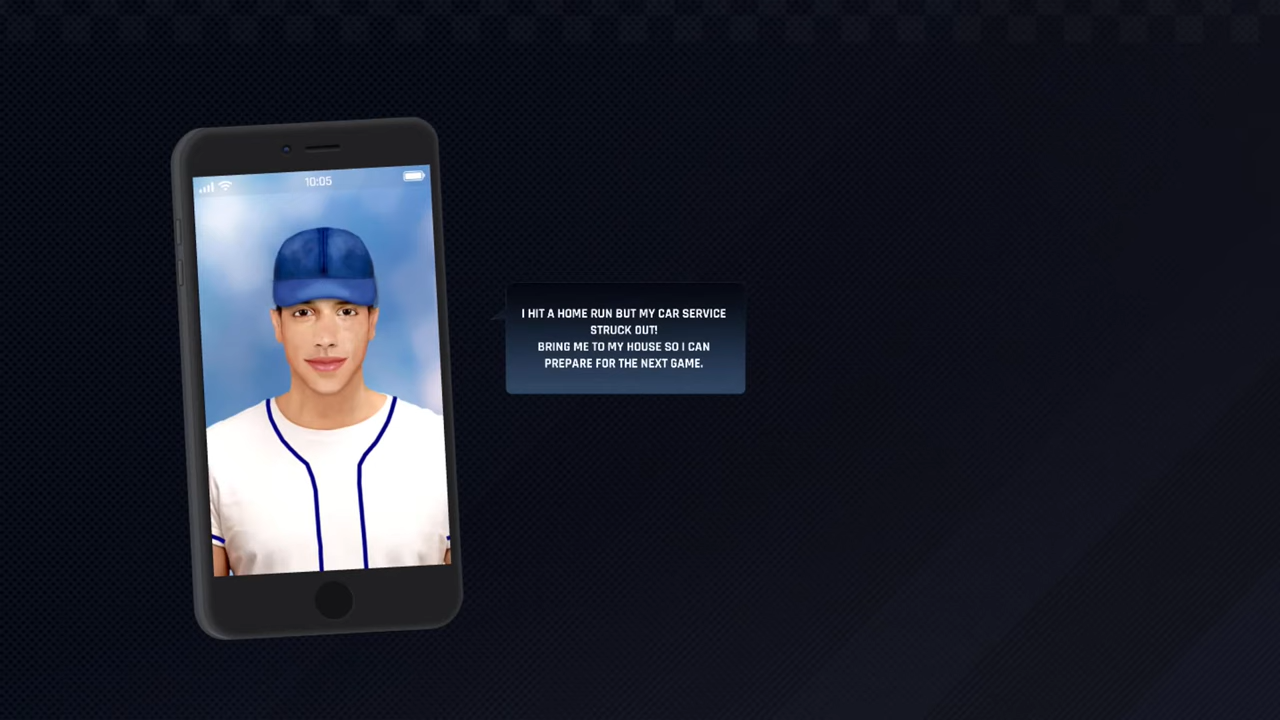 10:05
I HIT A HOME RUN BUT MY CAR SERVICE
STRUCK OUT!
BRING ME TO MY HOUSE SO I CAN
PREPARE FOR THE NEXT GAME.